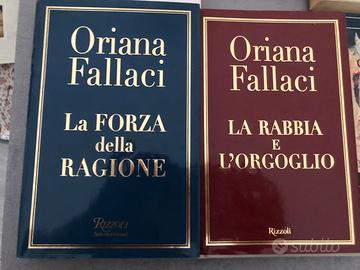 Oriana
Fallaci
La FORZA
della
RAGIONE
Rizzoli
Oriana
Fallaci
LA RABBIA
E
L'ORGOGLIO
Rizzoli
subito